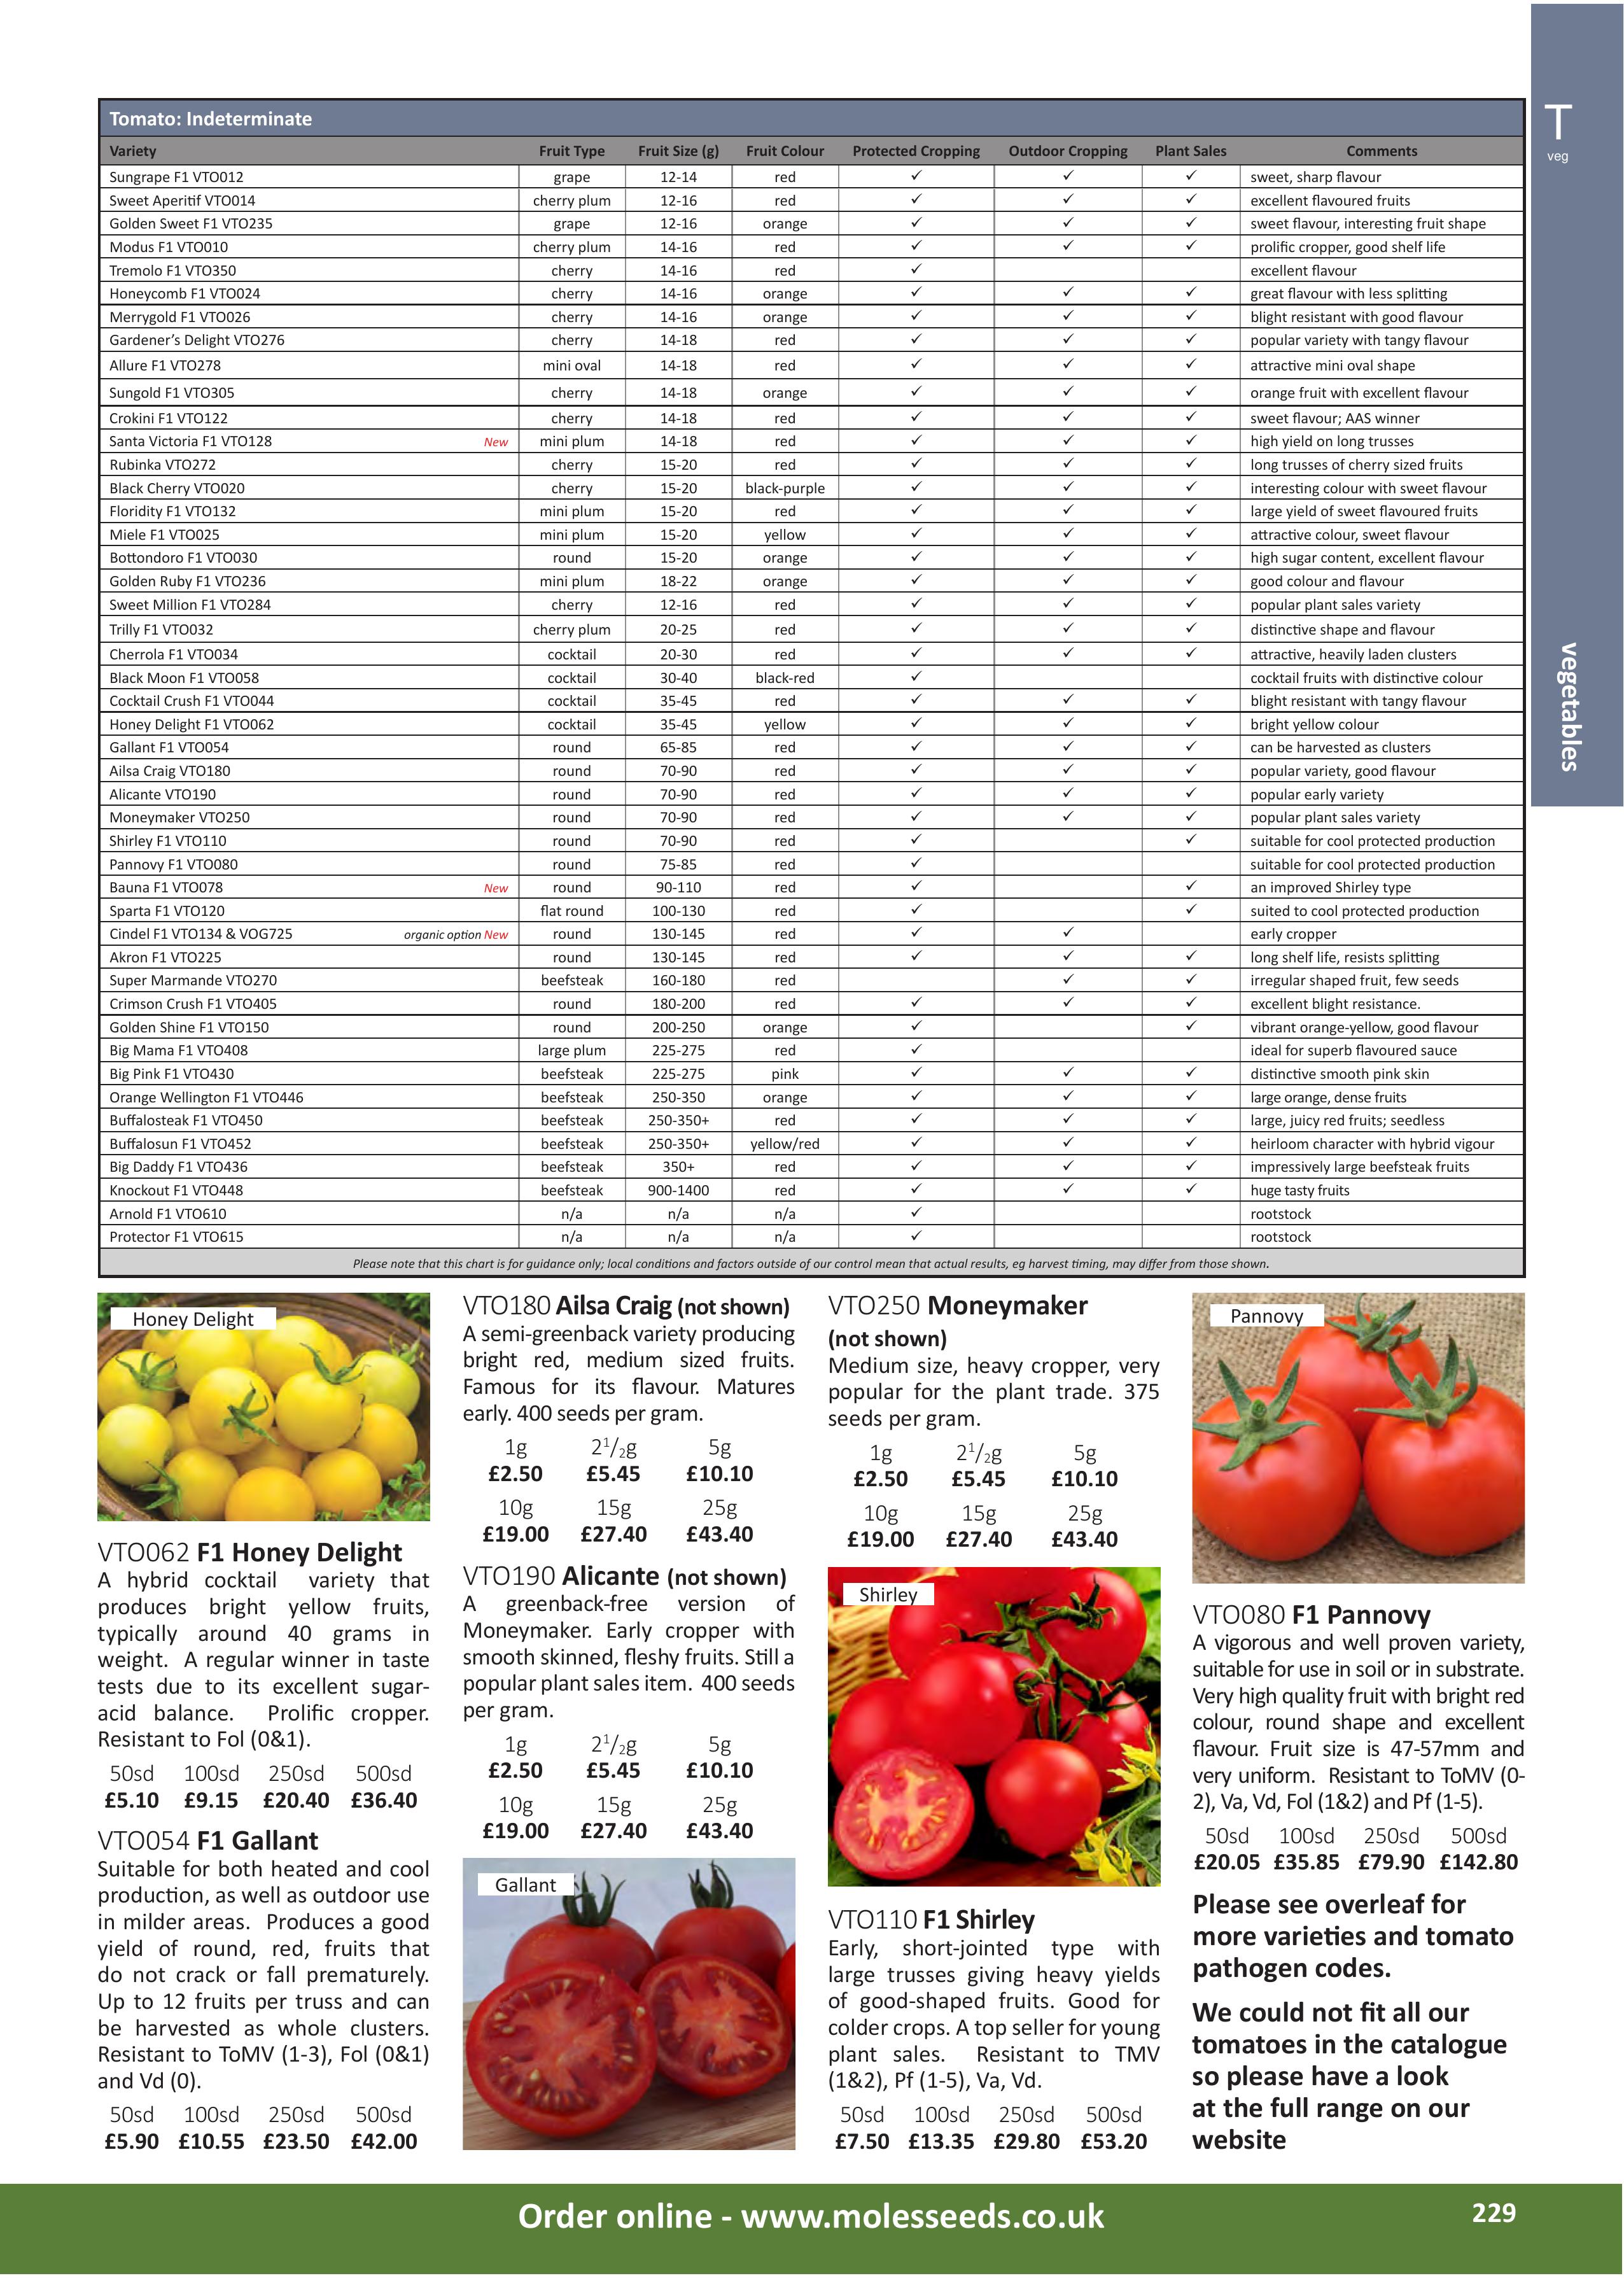 T
veg
vegetables
Tomato: Indeterminate
Variety Fruit Type Fruit Size (g) Fruit Colour Protected Cropping Outdoor Cropping Plant Sales Comments
Sungrape F1 VTO012 grape 12-14 red ✓ ✓ ✓ sweet, sharp flavour
Sweet Aperitif VTO014 cherry plum 12-16 red ✓ ✓ ✓ excellent flavoured fruits
Golden Sweet F1 VTO235 grape 12-16 orange ✓ ✓ ✓ sweet flavour, interesting fruit shape
Modus F1 VTO010 cherry plum 14-16 red ✓ ✓ ✓ prolific cropper, good shelf life
Tremolo F1 VTO350 cherry 14-16 red ✓ excellent flavour
Honeycomb F1 VTO024 cherry 14-16 orange ✓ ✓ ✓ great flavour with less splitting
Merrygold F1 VTO026 cherry 14-16 orange ✓ ✓ ✓ blight resistant with good flavour
Gardener’s Delight VTO276 cherry 14-18 red ✓ ✓ ✓ popular variety with tangy flavour
Allure F1 VTO278 mini oval 14-18 red ✓ ✓ ✓ attractive mini oval shape
Sungold F1 VTO305 cherry 14-18 orange ✓ ✓ ✓ orange fruit with excellent flavour
Crokini F1 VTO122 cherry 14-18 red ✓ ✓ ✓ sweet flavour; AAS winner
Santa Victoria F1 VTO128 New mini plum 14-18 red ✓ ✓ ✓ high yield on long trusses
Rubinka VTO272 cherry 15-20 red ✓ ✓ ✓ long trusses of cherry sized fruits
Black Cherry VTO020 cherry 15-20 black-purple ✓ ✓ ✓ interesting colour with sweet flavour
Floridity F1 VTO132 mini plum 15-20 red ✓ ✓ ✓ large yield of sweet flavoured fruits
Miele F1 VTO025 mini plum 15-20 yellow ✓ ✓ ✓ attractive colour, sweet flavour
Bottondoro F1 VTO030 round 15-20 orange ✓ ✓ ✓ high sugar content, excellent flavour
Golden Ruby F1 VTO236 mini plum 18-22 orange ✓ ✓ ✓ good colour and flavour
Sweet Million F1 VTO284 cherry 12-16 red ✓ ✓ ✓ popular plant sales variety
Trilly F1 VTO032 cherry plum 20-25 red ✓ ✓ ✓ distinctive shape and flavour
Cherrola F1 VTO034 cocktail 20-30 red ✓ ✓ ✓ attractive, heavily laden clusters
Black Moon F1 VTO058 cocktail 30-40 black-red ✓ cocktail fruits with distinctive colour
Cocktail Crush F1 VTO044 cocktail 35-45 red ✓ ✓ ✓ blight resistant with tangy flavour
Honey Delight F1 VTO062 cocktail 35-45 yellow ✓ ✓ ✓ bright yellow colour
Gallant F1 VTO054 round 65-85 red ✓ ✓ ✓ can be harvested as clusters
Ailsa Craig VTO180 round 70-90 red ✓ ✓ ✓ popular variety, good flavour
Alicante VTO190 round 70-90 red ✓ ✓ ✓ popular early variety
Moneymaker VTO250 round 70-90 red ✓ ✓ ✓ popular plant sales variety
Shirley F1 VTO110 round 70-90 red ✓ ✓ suitable for cool protected production
Pannovy F1 VTO080 round 75-85 red ✓ suitable for cool protected production
Bauna F1 VTO078 New round 90-110 red ✓ ✓ an improved Shirley type
Sparta F1 VTO120 flat round 100-130 red ✓ ✓ suited to cool protected production
Cindel F1 VTO134 & VOG725 organic option New round 130-145 red ✓ ✓ early cropper
Akron F1 VTO225 round 130-145 red ✓ ✓ ✓ long shelf life, resists splitting
Super Marmande VTO270 beefsteak 160-180 red ✓ ✓ irregular shaped fruit, few seeds
Crimson Crush F1 VTO405 round 180-200 red ✓ ✓ ✓ excellent blight resistance.
Golden Shine F1 VTO150 round 200-250 orange ✓ ✓ vibrant orange-yellow, good flavour
Big Mama F1 VTO408 large plum 225-275 red ✓ ideal for superb flavoured sauce
Big Pink F1 VTO430 beefsteak 225-275 pink ✓ ✓ ✓ distinctive smooth pink skin
Orange Wellington F1 VTO446 beefsteak 250-350 orange ✓ ✓ ✓ large orange, dense fruits
Buffalosteak F1 VTO450 beefsteak 250-350+ red ✓ ✓ ✓ large, juicy red fruits; seedless
Buffalosun F1 VTO452 beefsteak 250-350+ yellow/red ✓ ✓ ✓ heirloom character with hybrid vigour
Big Daddy F1 VTO436 beefsteak 350+ red ✓ ✓ ✓ impressively large beefsteak fruits
Knockout F1 VTO448 beefsteak 900-1400 red ✓ ✓ ✓ huge tasty fruits
Arnold F1 VTO610 n/a n/a n/a ✓ rootstock
Protector F1 VTO615 n/a n/a n/a ✓ rootstock
Please note that this chart is for guidance only; local conditions and factors outside of our control mean that actual results, eg harvest timing, may differ from those shown.
Honey Delight
VTO062 F1 Honey Delight
A hybrid cocktail variety that
produces bright yellow fruits,
typically around 40 grams in
weight. A regular winner in taste
tests due to its excellent sugar-
acid balance. Prolific cropper.
Resistant to Fol (0&1).
50sd 100sd 250sd 500sd
£5.10 £9.15 £20.40 £36.40
VTO054 F1 Gallant
Suitable for both heated and cool
production, as well as outdoor use
in milder areas. Produces a good
yield of round, red, fruits that
do not crack or fall prematurely.
Up to 12 fruits per truss and can
be harvested as whole clusters.
Resistant to ToMV (1-3), Fol (0&1)
and Vd (0).
50sd 100sd 250sd 500sd
£5.90 £10.55 £23.50 £42.00
VTO180 Ailsa Craig (not shown)
A semi-greenback variety producing
bright red, medium sized fruits.
Famous for its flavour. Matures
early. 400 seeds per gram.
1g 2½g 5g
£2.50 £5.45 £10.10
10g 15g 25g
£19.00 £27.40 £43.40
VTO190 Alicante (not shown)
A greenback-free version of
Moneymaker. Early cropper with
smooth skinned, fleshy fruits. Still a
popular plant sales item. 400 seeds
per gram.
1g 2½g 5g
£2.50 £5.45 £10.10
10g 15g 25g
£19.00 £27.40 £43.40
Gallant
VTO250 Moneymaker
(not shown)
Medium size, heavy cropper, very
popular for the plant trade. 375
seeds per gram.
1g 2½g 5g
£2.50 £5.45 £10.10
10g 15g 25g
£19.00 £27.40 £43.40
Shirley
VTO110 F1 Shirley
Early, short-jointed type with
large trusses giving heavy yields
of good-shaped fruits. Good for
colder crops. A top seller for young
plant sales. Resistant to TMV
(1&2), Pf (1-5), Va, Vd.
50sd 100sd 250sd 500sd
£7.50 £13.35 £29.80 £53.20
Pannovy
VTO080 F1 Pannovy
A vigorous and well proven variety,
suitable for use in soil or in substrate.
Very high quality fruit with bright red
colour, round shape and excellent
flavour. Fruit size is 47-57mm and
very uniform. Resistant to ToMV (0-
2), Va, Vd, Fol (1&2) and Pf (1-5).
50sd 100sd 250sd 500sd
£20.05 £35.85 £79.90 £142.80
Please see overleaf for
more varieties and tomato
pathogen codes.
We could not fit all our
tomatoes in the catalogue
so please have a look
at the full range on our
website
Order online - www.molesseeds.co.uk
229